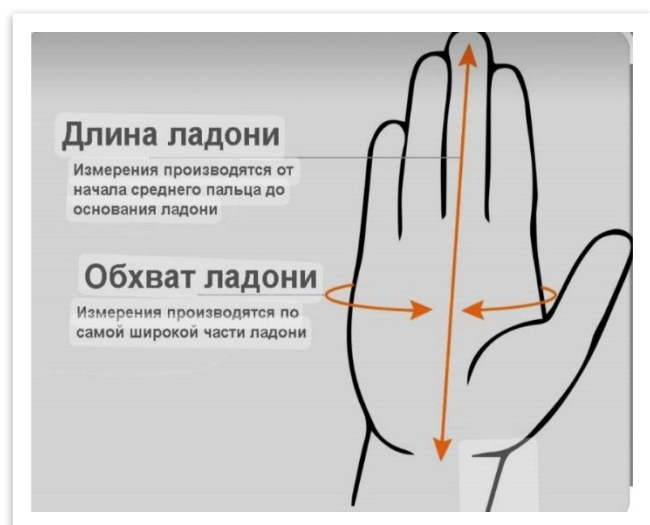 Длина ладони
Измерения производятся от
начала среднего пальца до
основания ладони
Обхват ладони
Измерения производятся по
самой широкой части ладони